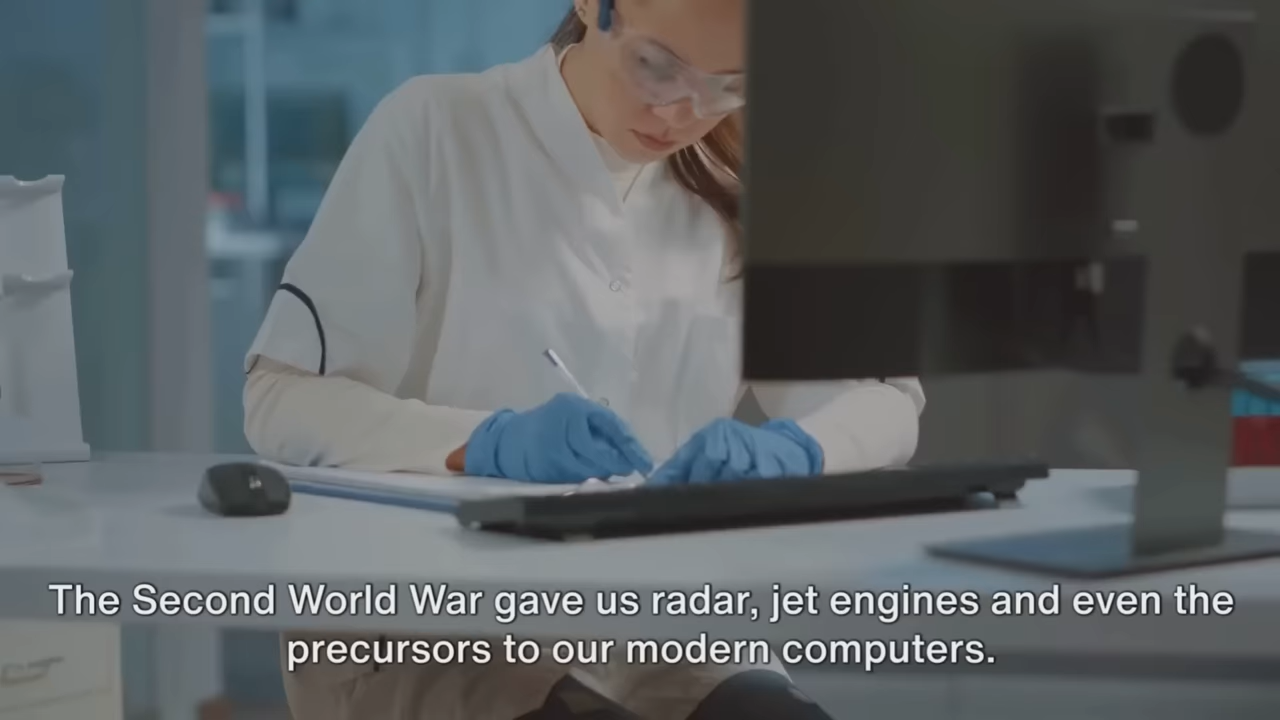 The Second World War gave us radar, jet engines and even the
precursors to our modern computers.